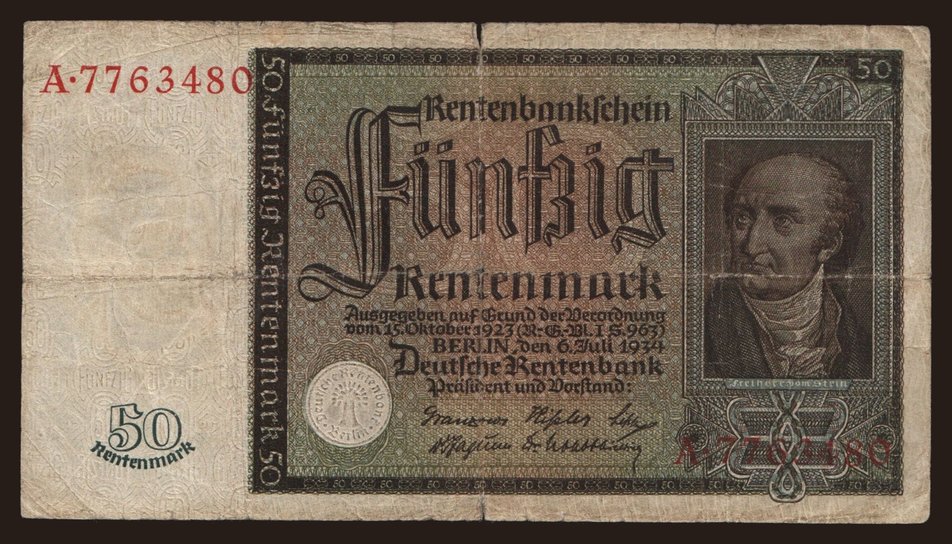 A·7763480
50 fünfzig Rentenmark 50
50
Rentenbankschein
Fünfzig
Rentenmark
Ausgegeben auf Grund der Verordnung
vom 15. Oktober 1923 (R-G-Bl. I S. 963)
BERLIN, den 6. Juli 1934
Deutsche Rentenbank
Präsident und Vorstand:
Freiherr vom Stein
50
Rentenmark
A·7763480